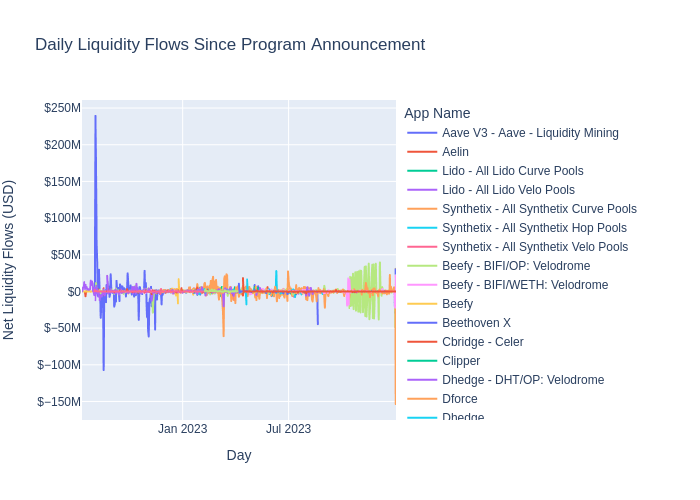 Daily Liquidity Flows Since Program Announcement
Net Liquidity Flows (USD)
$250M
$200M
$150M
$100M
$50M
$0
$−50M
$−100M
$−150M
Jan 2023
Jul 2023
Day
App Name
Aave V3 - Aave - Liquidity Mining
Aelin
Lido - All Lido Curve Pools
Lido - All Lido Velo Pools
Synthetix - All Synthetix Curve Pools
Synthetix - All Synthetix Hop Pools
Synthetix - All Synthetix Velo Pools
Beefy - BIFI/OP: Velodrome
Beefy - BIFI/WETH: Velodrome
Beefy
Beethoven X
Cbridge - Celer
Clipper
Dhedge - DHT/OP: Velodrome
Dforce
Dhedge